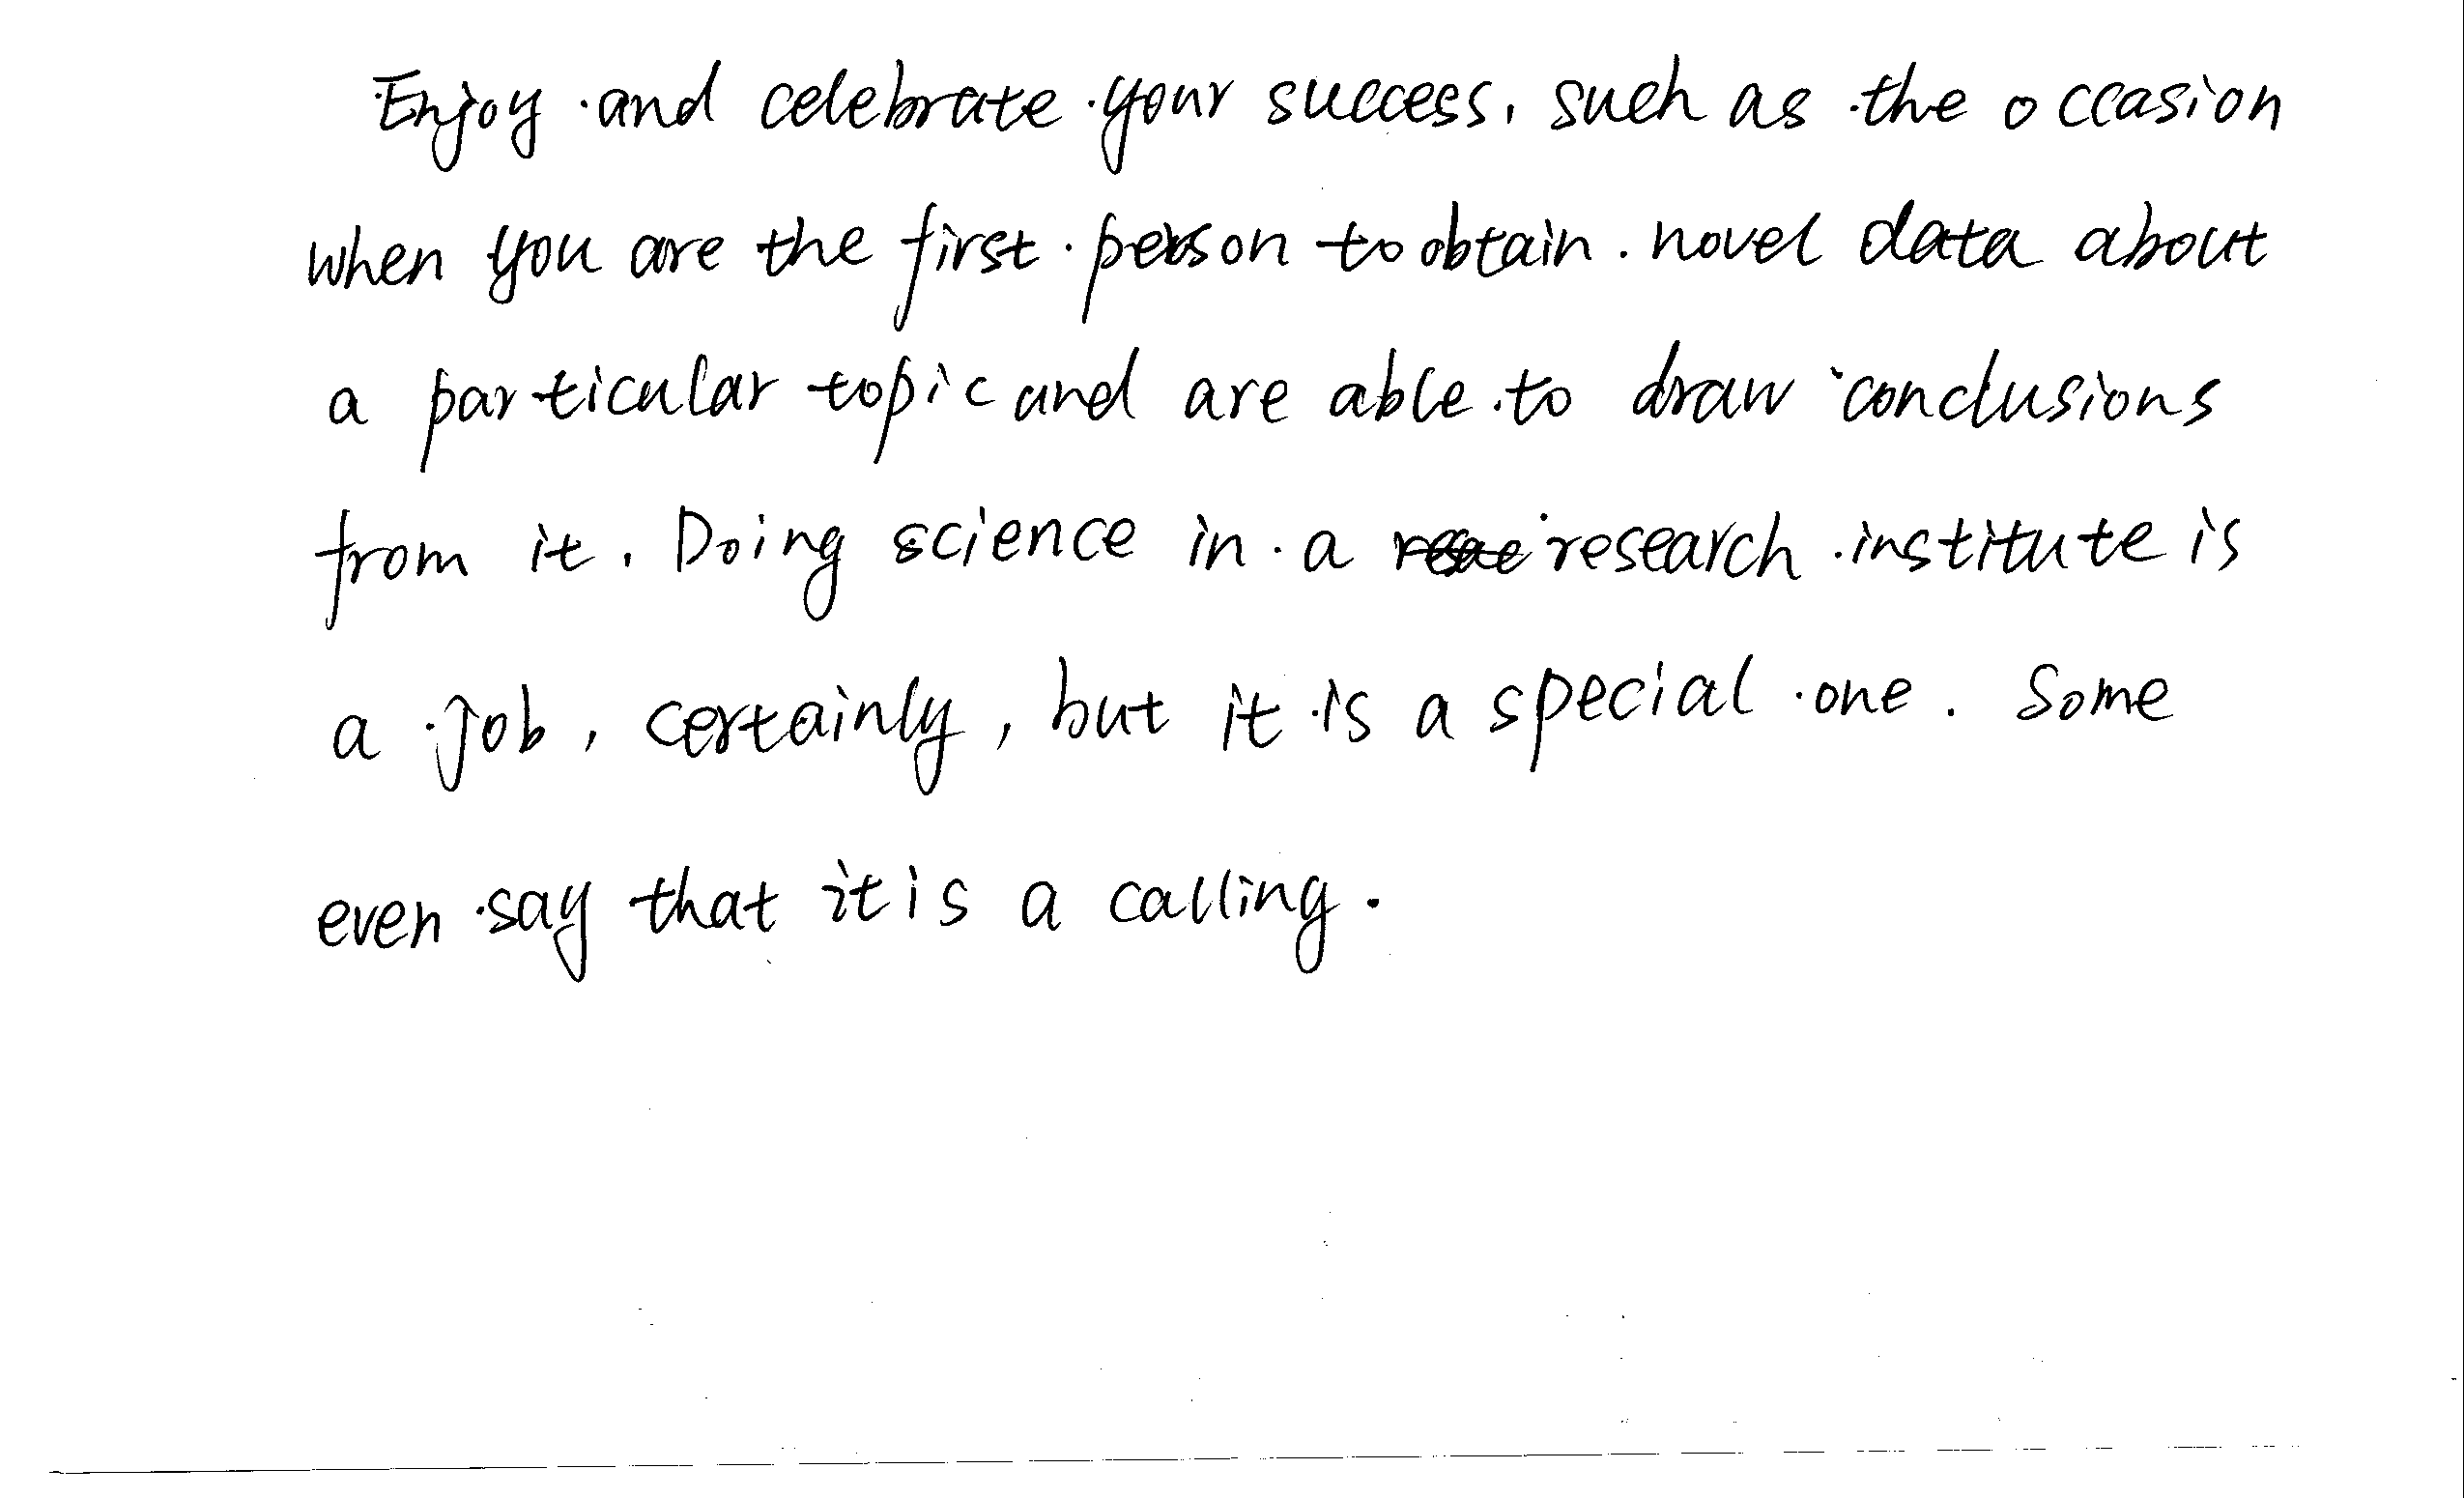 Enjoy and celebrate your success, such as the occasion
when you are the first person to obtain novel data about
a particular topic and are able to draw conclusions
from it. Doing science in a research institute is
a job, certainly, but it is a special one. Some
even say that it is a calling.